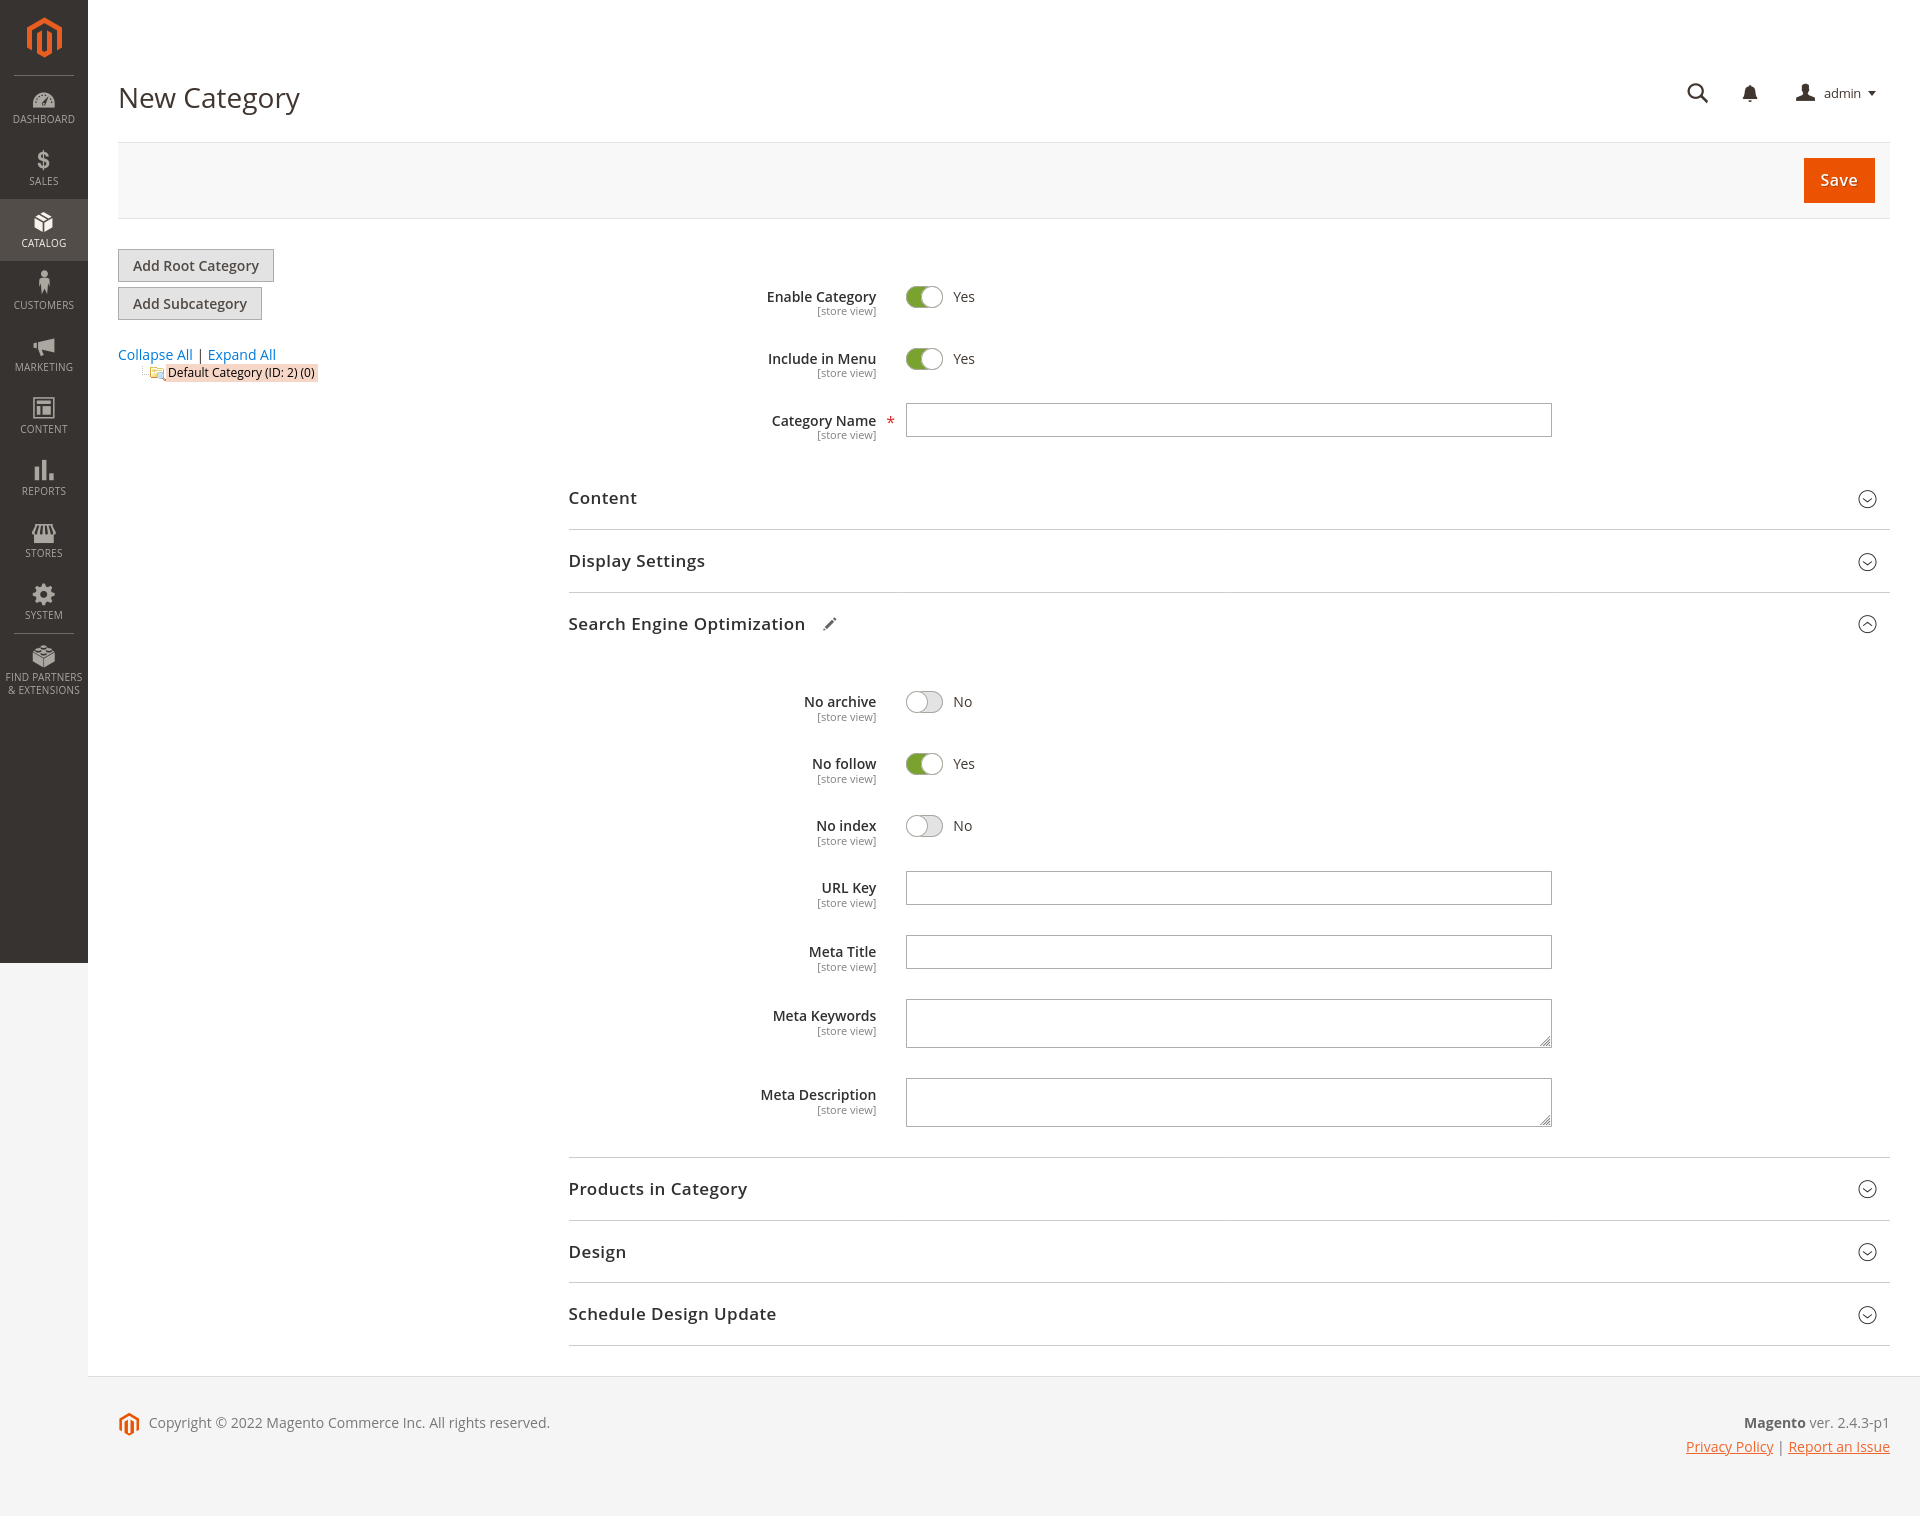 New Category
admin
Save
DASHBOARD
SALES
CATALOG
CUSTOMERS
MARKETING
CONTENT
REPORTS
STORES
SYSTEM
FIND PARTNERS
& EXTENSIONS
Add Root Category
Add Subcategory
Collapse All | Expand All
Default Category (ID: 2) (0)
Enable Category
[store view]
Yes
Include in Menu
[store view]
Yes
Category Name *
[store view]
Content
Display Settings
Search Engine Optimization
No archive
[store view]
No
No follow
[store view]
Yes
No index
[store view]
No
URL Key
[store view]
Meta Title
[store view]
Meta Keywords
[store view]
Meta Description
[store view]
Products in Category
Design
Schedule Design Update
Copyright © 2022 Magento Commerce Inc. All rights reserved.
Magento ver. 2.4.3-p1
Privacy Policy | Report an Issue